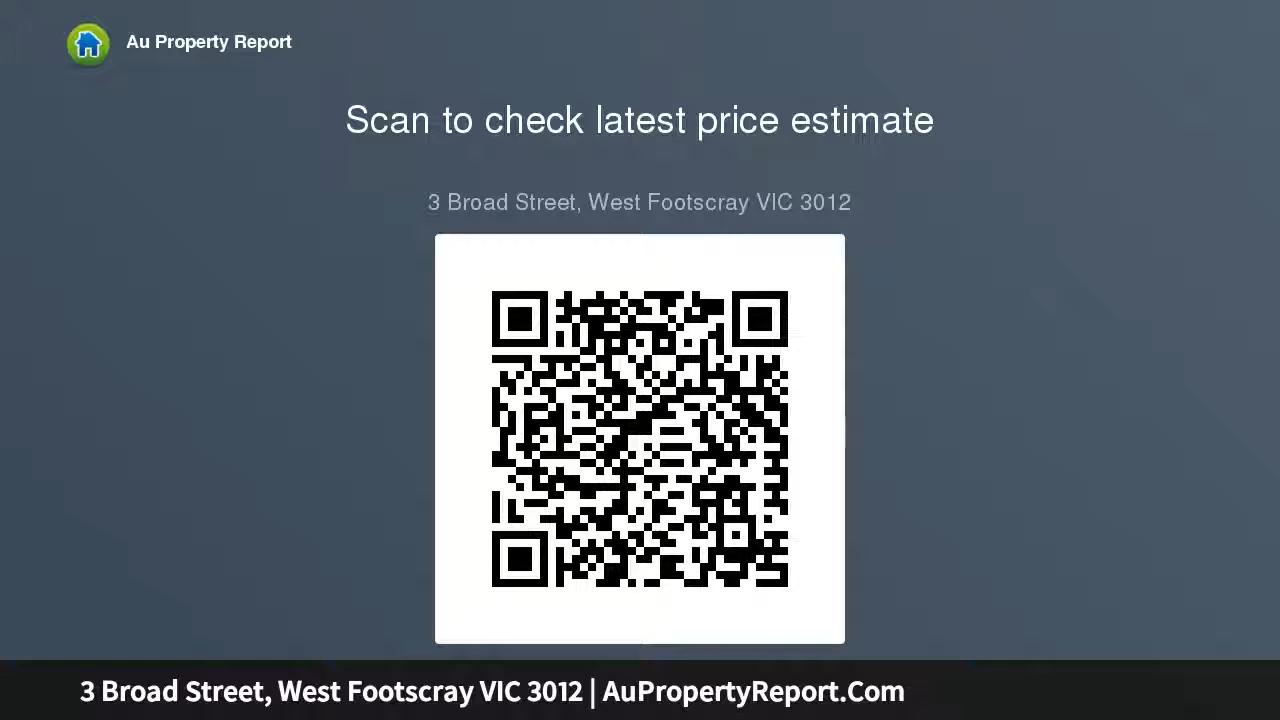 Au Property Report
Scan to check latest price estimate
3 Broad Street, West Footscray VIC 3012
3 Broad Street, West Footscray VIC 3012 | AuPropertyReport.Com